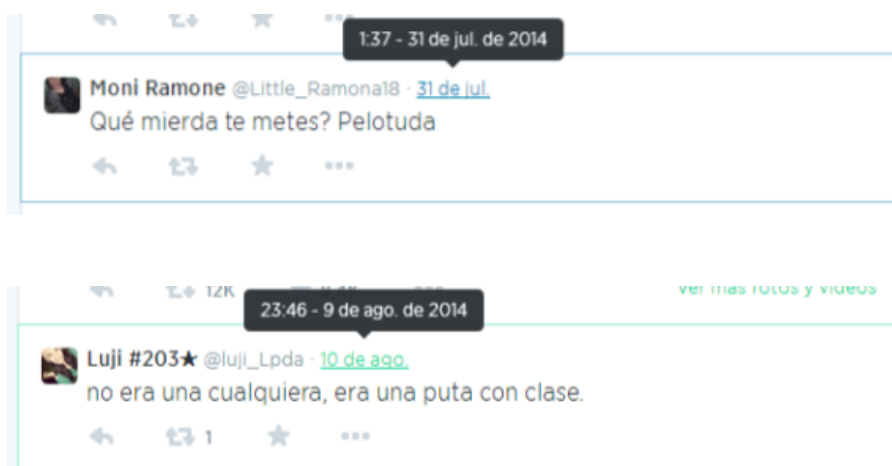 1:37 - 31 de jul. de 2014
Moni Ramone @Little_Ramona18 · 31 de jul.
Qué mierda te metes? Pelotuda
12K
ver más fotos y vídeos
23:46 - 9 de ago. de 2014
Luji #203★ @luji_Lpda · 10 de ago.
no era una cualquiera, era una puta con clase.
1